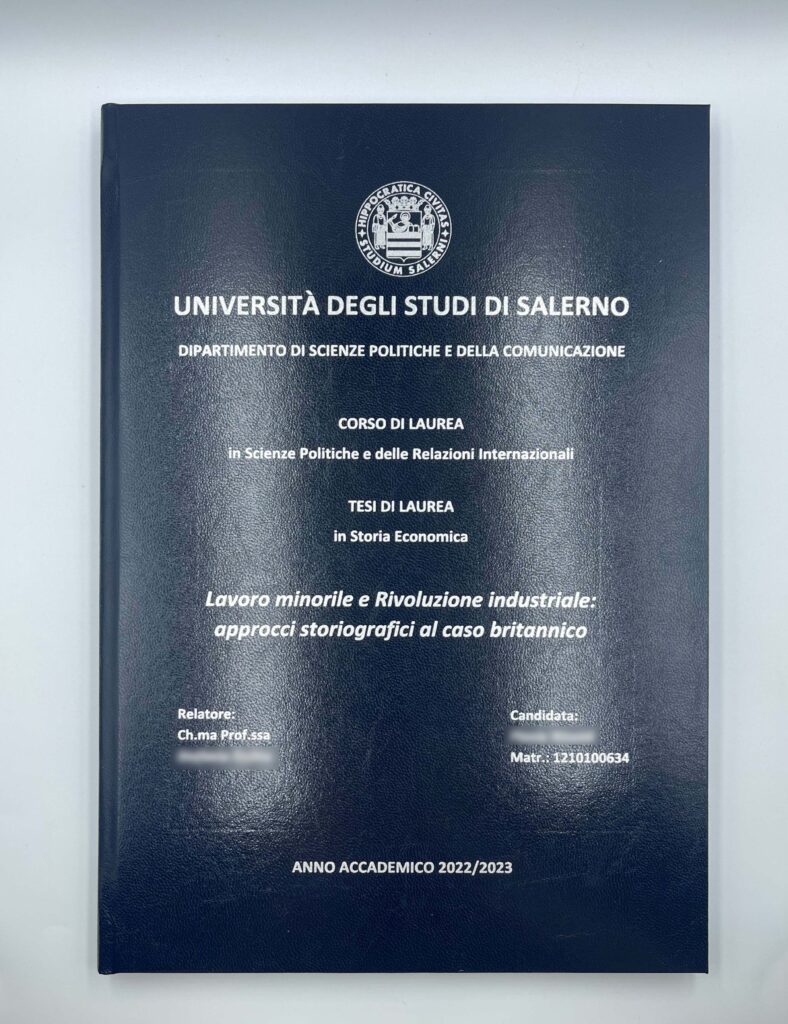 HIPPOCRATICA CIVITAS
STUDIUM SALERNI
UNIVERSITÀ DEGLI STUDI DI SALERNO
DIPARTIMENTO DI SCIENZE POLITICHE E DELLA COMUNICAZIONE
CORSO DI LAUREA
in Scienze Politiche e delle Relazioni Internazionali
TESI DI LAUREA
in Storia Economica
Lavoro minorile e Rivoluzione industriale:
approcci storiografici al caso britannico
Relatore:
Ch.ma Prof.ssa
Candidata:
Matr.: 1210100634
ANNO ACCADEMICO 2022/2023